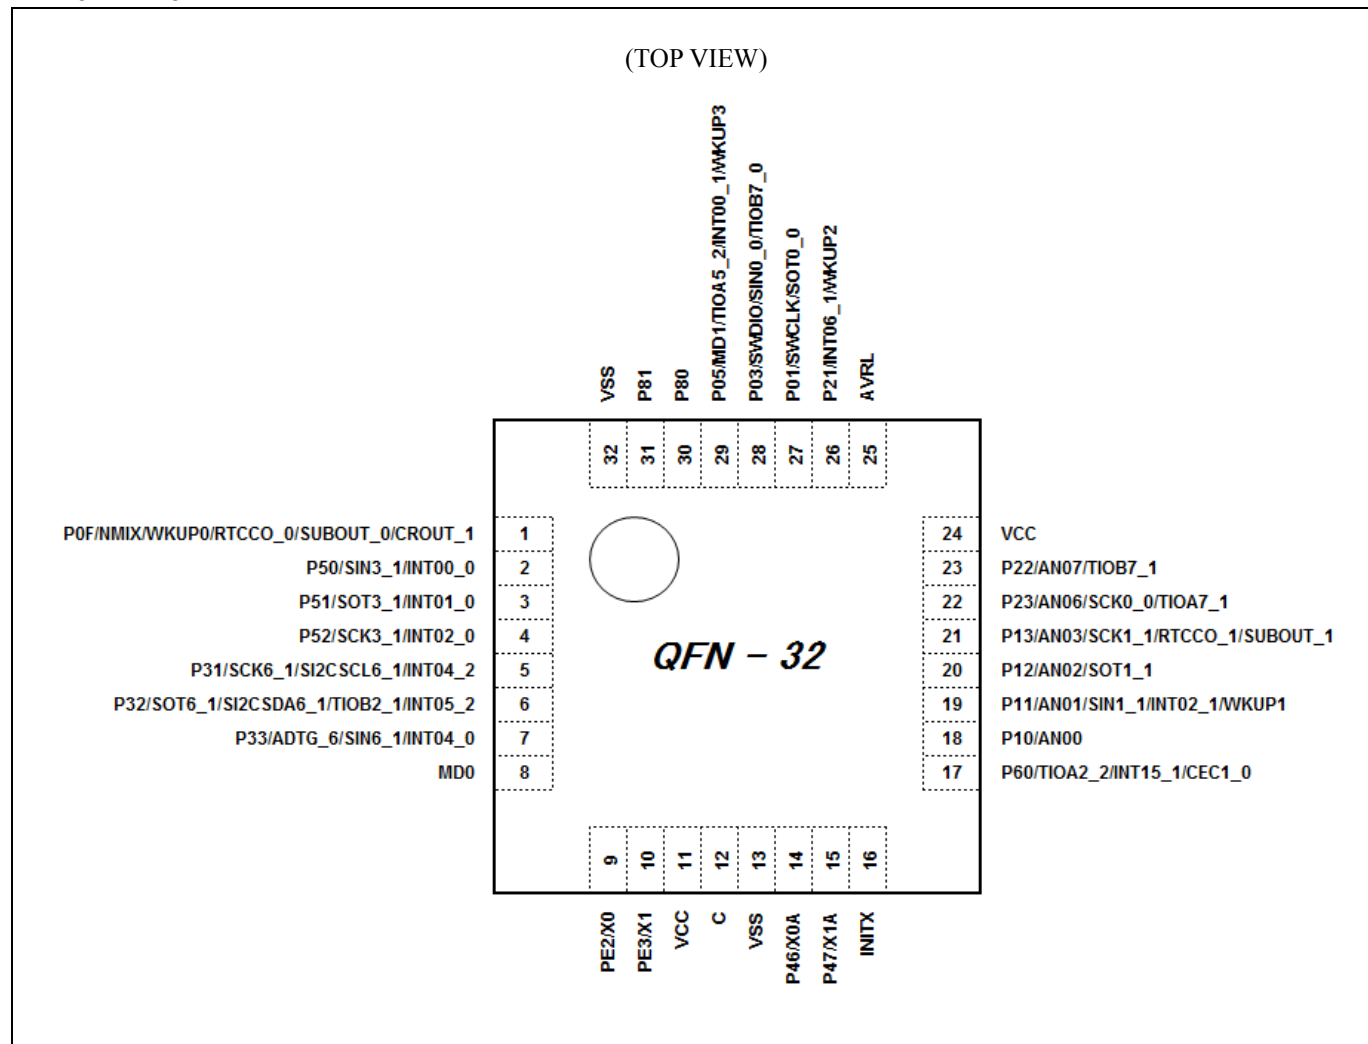 (TOP VIEW)
VSS
P81
P80
P05/MD1/TIOA5_2/INT00_1/WKUP3
P03/SWDIO/SIN0_0/TIOB7_0
P01/SWCLK/SOT0_0
P21/INT06_1/WKUP2
AVRL
32 31 30 29 28 27 26 25
P0F/NMIX/WKUP0/RTCCO_0/SUBOUT_0/CROUT_1 1 24 VCC
P50/SIN3_1/INT00_0 2 23 P22/AN07/TIOB7_1
P51/SOT3_1/INT01_0 3 22 P23/AN06/SCK0_0/TIOA7_1
P52/SCK3_1/INT02_0 4 21 P13/AN03/SCK1_1/RTCCO_1/SUBOUT_1
QFN - 32
P31/SCK6_1/SI2CSCL6_1/INT04_2 5 20 P12/AN02/SOT1_1
P32/SOT6_1/SI2CSDA6_1/TIOB2_1/INT05_2 6 19 P11/AN01/SIN1_1/INT02_1/WKUP1
P33/ADTG_6/SIN6_1/INT04_0 7 18 P10/AN00
MD0 8 17 P60/TIOA2_2/INT15_1/CEC1_0
9 10 11 12 13 14 15 16
PE2/X0
PE3/X1
VCC
C
VSS
P46/X0A
P47/X1A
INITX